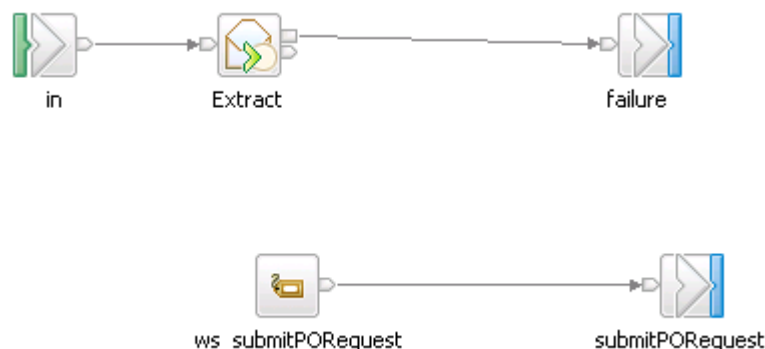 in
Extract
failure
ws_submitPORequest
submitPORequest